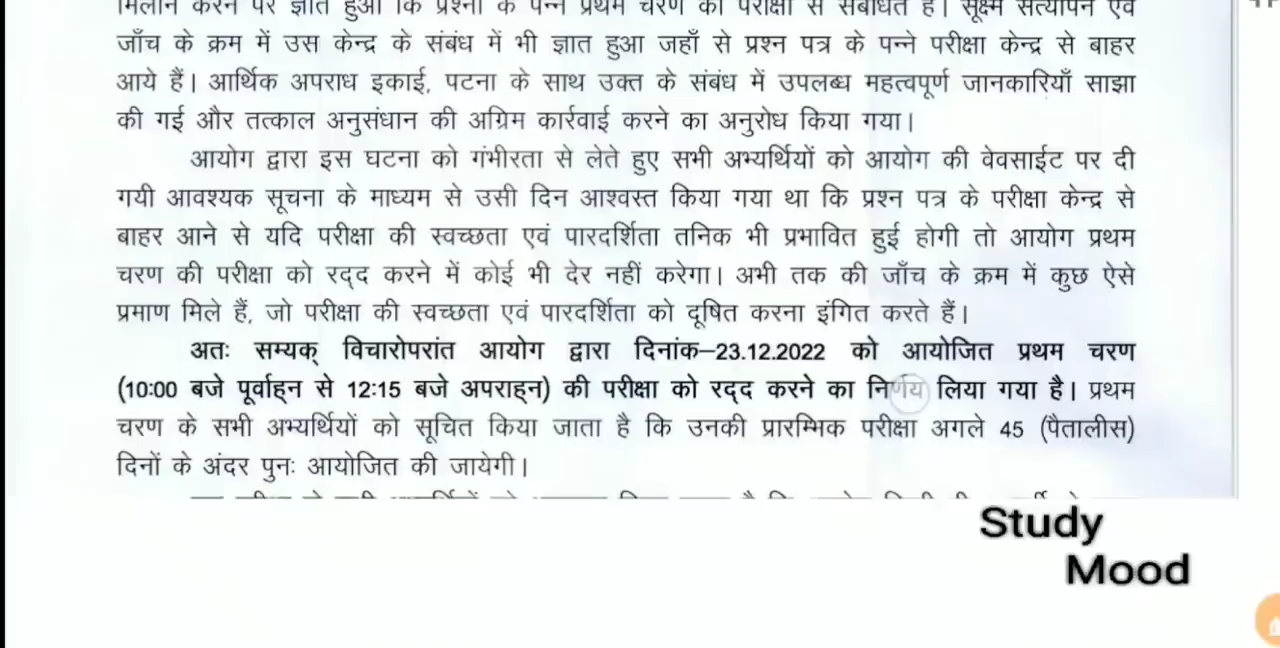 मिलान करने पर ज्ञात हुआ कि प्रश्नों के पन्ने प्रथम चरण की परीक्षा से संबंधित है। सूक्ष्म सत्यापन एवं
जाँच के क्रम में उस केन्द्र के संबंध में भी ज्ञात हुआ जहाँ से प्रश्न पत्र के पन्ने परीक्षा केन्द्र से बाहर
आये हैं। आर्थिक अपराध इकाई, पटना के साथ उक्त के संबंध में उपलब्ध महत्वपूर्ण जानकारियाँ साझा
की गई और तत्काल अनुसंधान की अग्रिम कार्रवाई करने का अनुरोध किया गया।
आयोग द्वारा इस घटना को गंभीरता से लेते हुए सभी अभ्यर्थियों को आयोग की वेवसाईट पर दी
गयी आवश्यक सूचना के माध्यम से उसी दिन आश्वस्त किया गया था कि प्रश्न पत्र के परीक्षा केन्द्र से
बाहर आने से यदि परीक्षा की स्वच्छता एवं पारदर्शिता तनिक भी प्रभावित हुई होगी तो आयोग प्रथम
चरण की परीक्षा को रद्द करने में कोई भी देर नहीं करेगा। अभी तक की जाँच के क्रम में कुछ ऐसे
प्रमाण मिले हैं, जो परीक्षा की स्वच्छता एवं पारदर्शिता को दूषित करना इंगित करते हैं।
अतः सम्यक् विचारोपरांत आयोग द्वारा दिनांक–23.12.2022 को आयोजित प्रथम चरण
(10:00 बजे पूर्वाह्न से 12:15 बजे अपराह्न) की परीक्षा को रद्द करने का निर्णय लिया गया है। प्रथम
चरण के सभी अभ्यर्थियों को सूचित किया जाता है कि उनकी प्रारम्भिक परीक्षा अगले 45 (पैतालीस)
दिनों के अंदर पुनः आयोजित की जायेगी।
Study
Mood